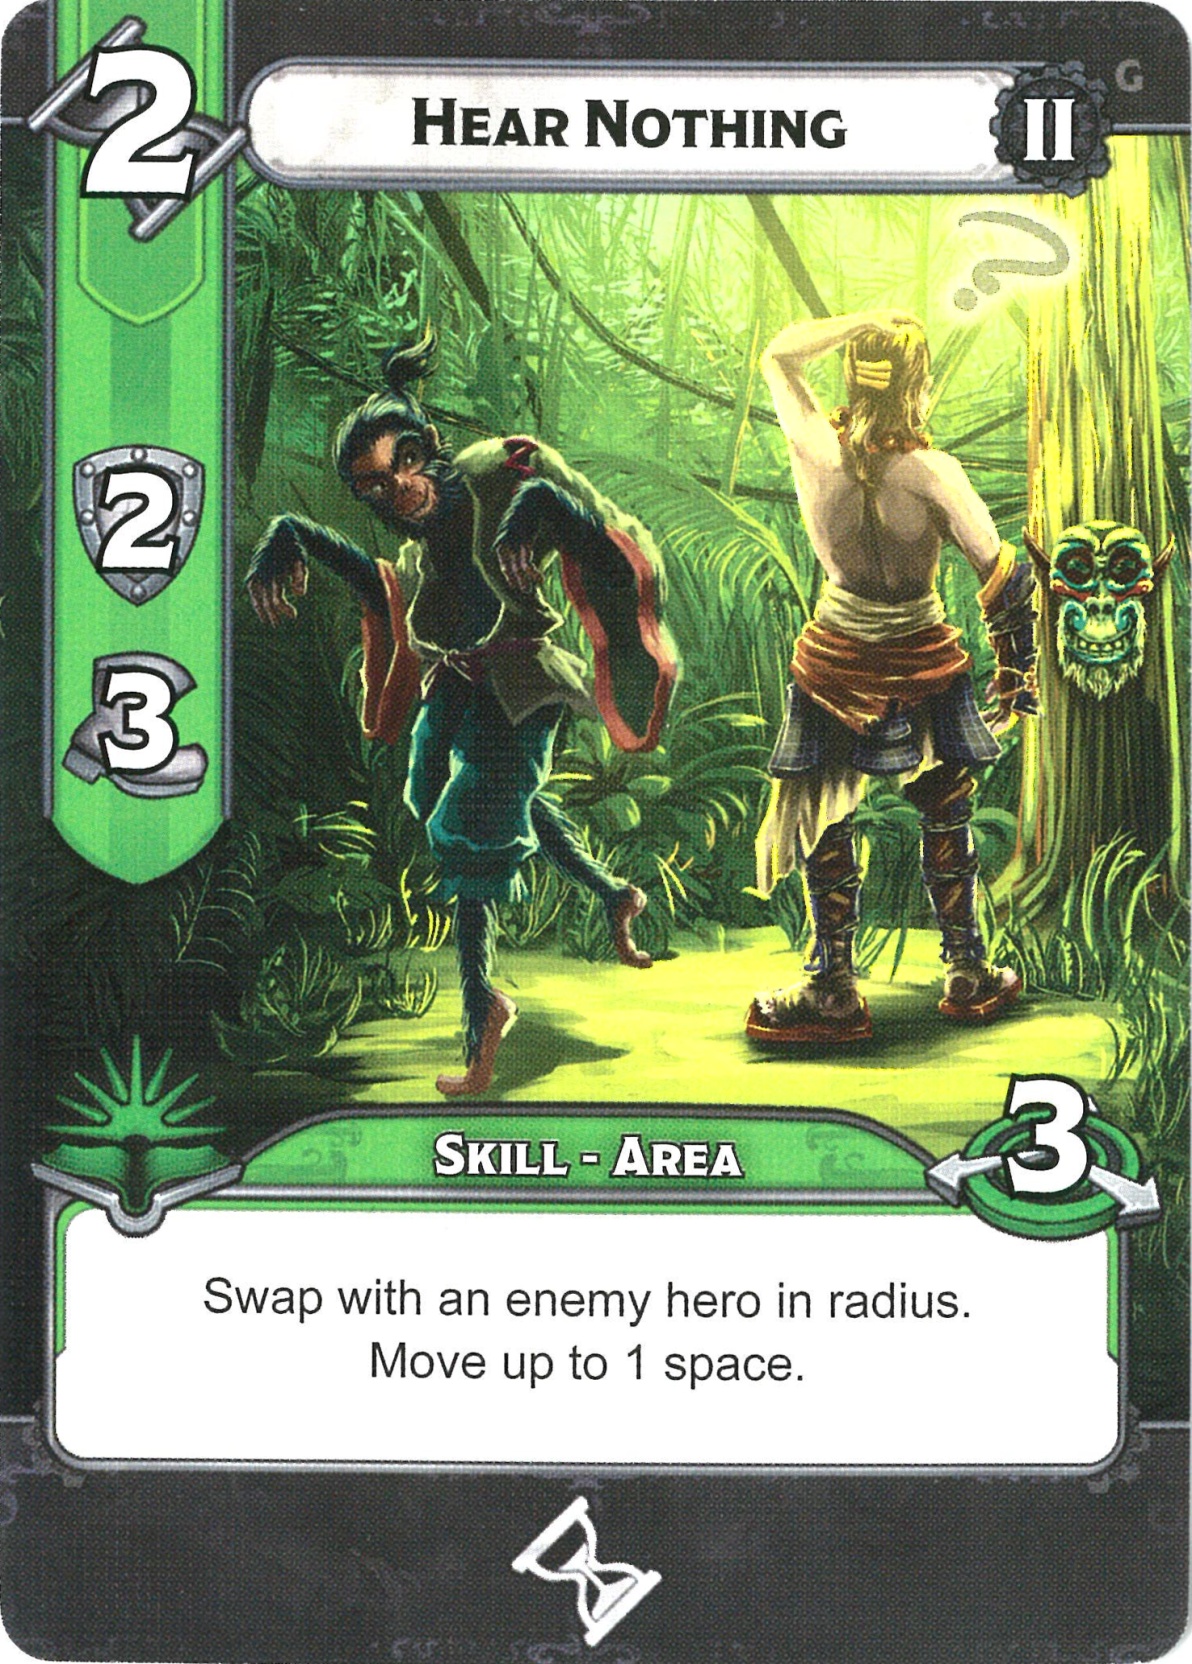 2
HEAR NOTHING
II
G
2
3
SKILL - AREA
3
Swap with an enemy hero in radius.
Move up to 1 space.